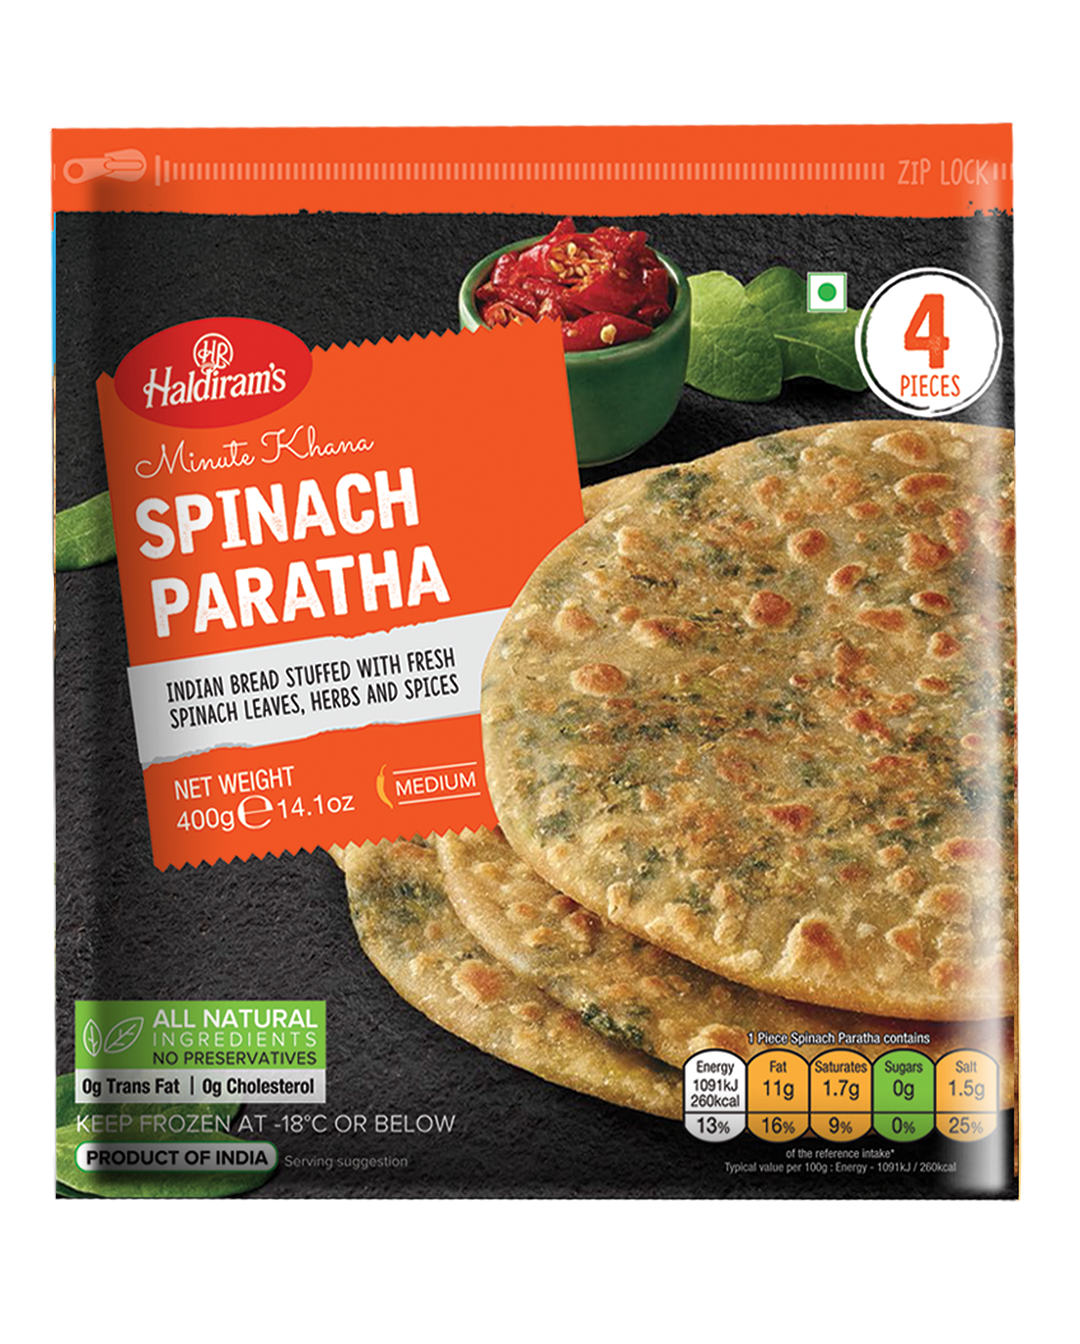 ZIP LOCK
4
PIECES
HR
Haldiram's
Minute Khana
SPINACH
PARATHA
INDIAN BREAD STUFFED WITH FRESH
SPINACH LEAVES, HERBS AND SPICES
NET WEIGHT
400g e 14.1oz
MEDIUM
ALL NATURAL
INGREDIENTS
NO PRESERVATIVES
0g Trans Fat | 0g Cholesterol
KEEP FROZEN AT -18°C OR BELOW
PRODUCT OF INDIA
Serving suggestion
1 Piece Spinach Paratha contains
Energy
1091kJ
260kcal
13%
Fat
11g
16%
Saturates
1.7g
9%
Sugars
0g
0%
Salt
1.5g
25%
of the reference intake*
Typical value per 100g : Energy - 1091kJ / 260kcal